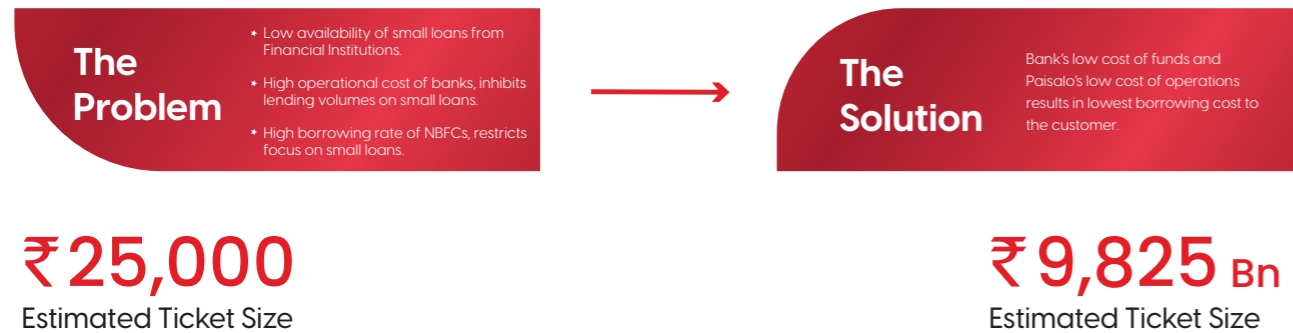 The
Problem
★ Low availability of small loans from
Financial Institutions.
★ High operational cost of banks, inhibits
lending volumes on small loans.
★ High borrowing rate of NBFCs, restricts
focus on small loans.
The
Solution
Bank's low cost of funds and
Paisalo's low cost of operations
results in lowest borrowing cost to
the customer.
₹25,000
Estimated Ticket Size
₹9,825 Bn
Estimated Ticket Size